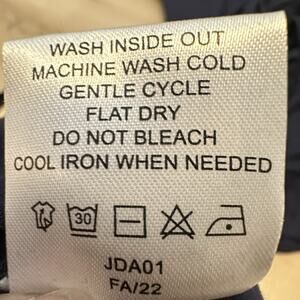 WASH INSIDE OUT
MACHINE WASH COLD
GENTLE CYCLE
FLAT DRY
DO NOT BLEACH
COOL IRON WHEN NEEDED
30
JDA01
FA/22